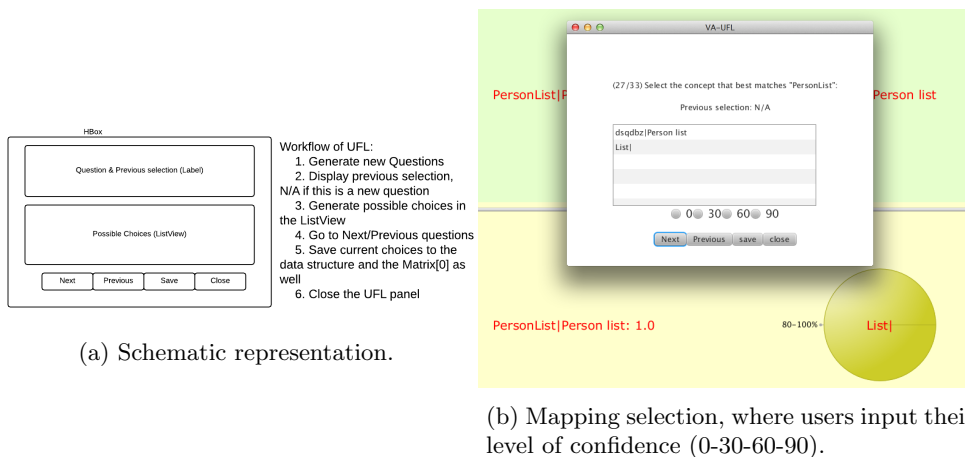 HBox
Question & Previous selection (Label)
Possible Choices (ListView)
Next Previous Save Close
Workflow of UFL:
1. Generate new Questions
2. Display previous selection,
N/A if this is a new question
3. Generate possible choices in
the ListView
4. Go to Next/Previous questions
5. Save current choices to the
data structure and the Matrix[0] as
well
6. Close the UFL panel
(a) Schematic representation.
VA-UFL
(27/33) Select the concept that best matches "PersonList":
Previous selection: N/A
PersonList|P
Person list
dsqdbz|Person list
List|
0 30 60 90
Next Previous save close
PersonList|Person list: 1.0
80-100%
List|
(b) Mapping selection, where users input thei
level of confidence (0-30-60-90).